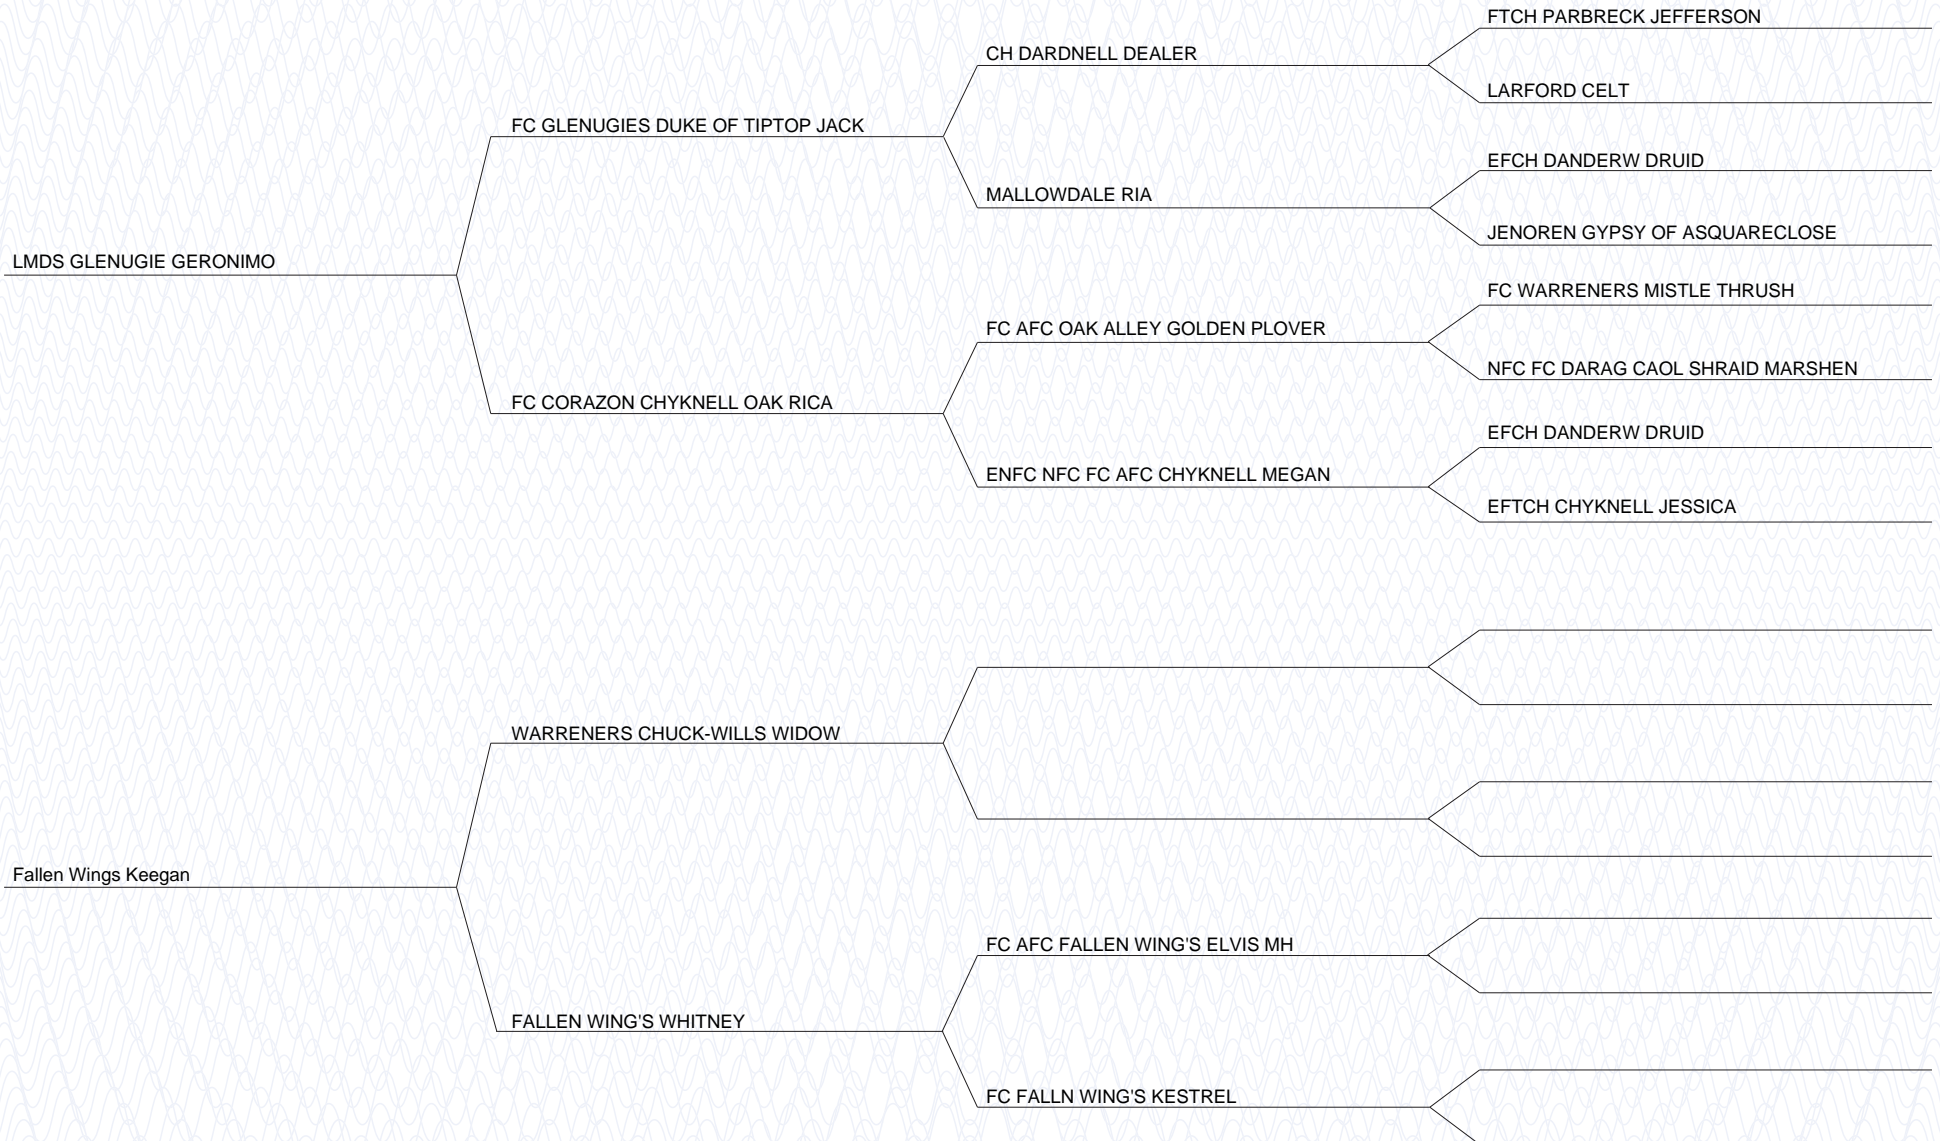 FTCH PARBRECK JEFFERSON
CH DARDNELL DEALER
LARFORD CELT
FC GLENUGIES DUKE OF TIPTOP JACK
EFCH DANDERW DRUID
MALLOWDALE RIA
JENOREN GYPSY OF ASQUARECLOSE
LMDS GLENUGIE GERONIMO
FC WARRENERS MISTLE THRUSH
FC AFC OAK ALLEY GOLDEN PLOVER
NFC FC DARAG CAOL SHRAID MARSHEN
FC CORAZON CHYKNELL OAK RICA
EFCH DANDERW DRUID
ENFC NFC FC AFC CHYKNELL MEGAN
EFTCH CHYKNELL JESSICA
WARRENERS CHUCK-WILLS WIDOW
Fallen Wings Keegan
FC AFC FALLEN WING'S ELVIS MH
FALLEN WING'S WHITNEY
FC FALLN WING'S KESTREL